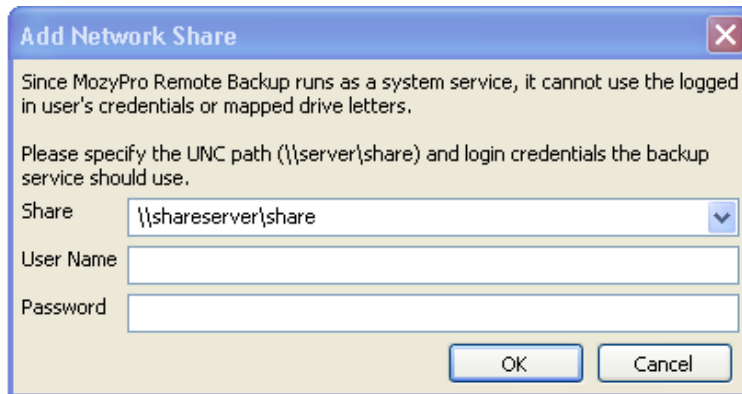 Add Network Share
Since MozyPro Remote Backup runs as a system service, it cannot use the logged
in user's credentials or mapped drive letters.
Please specify the UNC path (\\server\share) and login credentials the backup
service should use.
Share \\shareserver\share
User Name
Password
OK Cancel